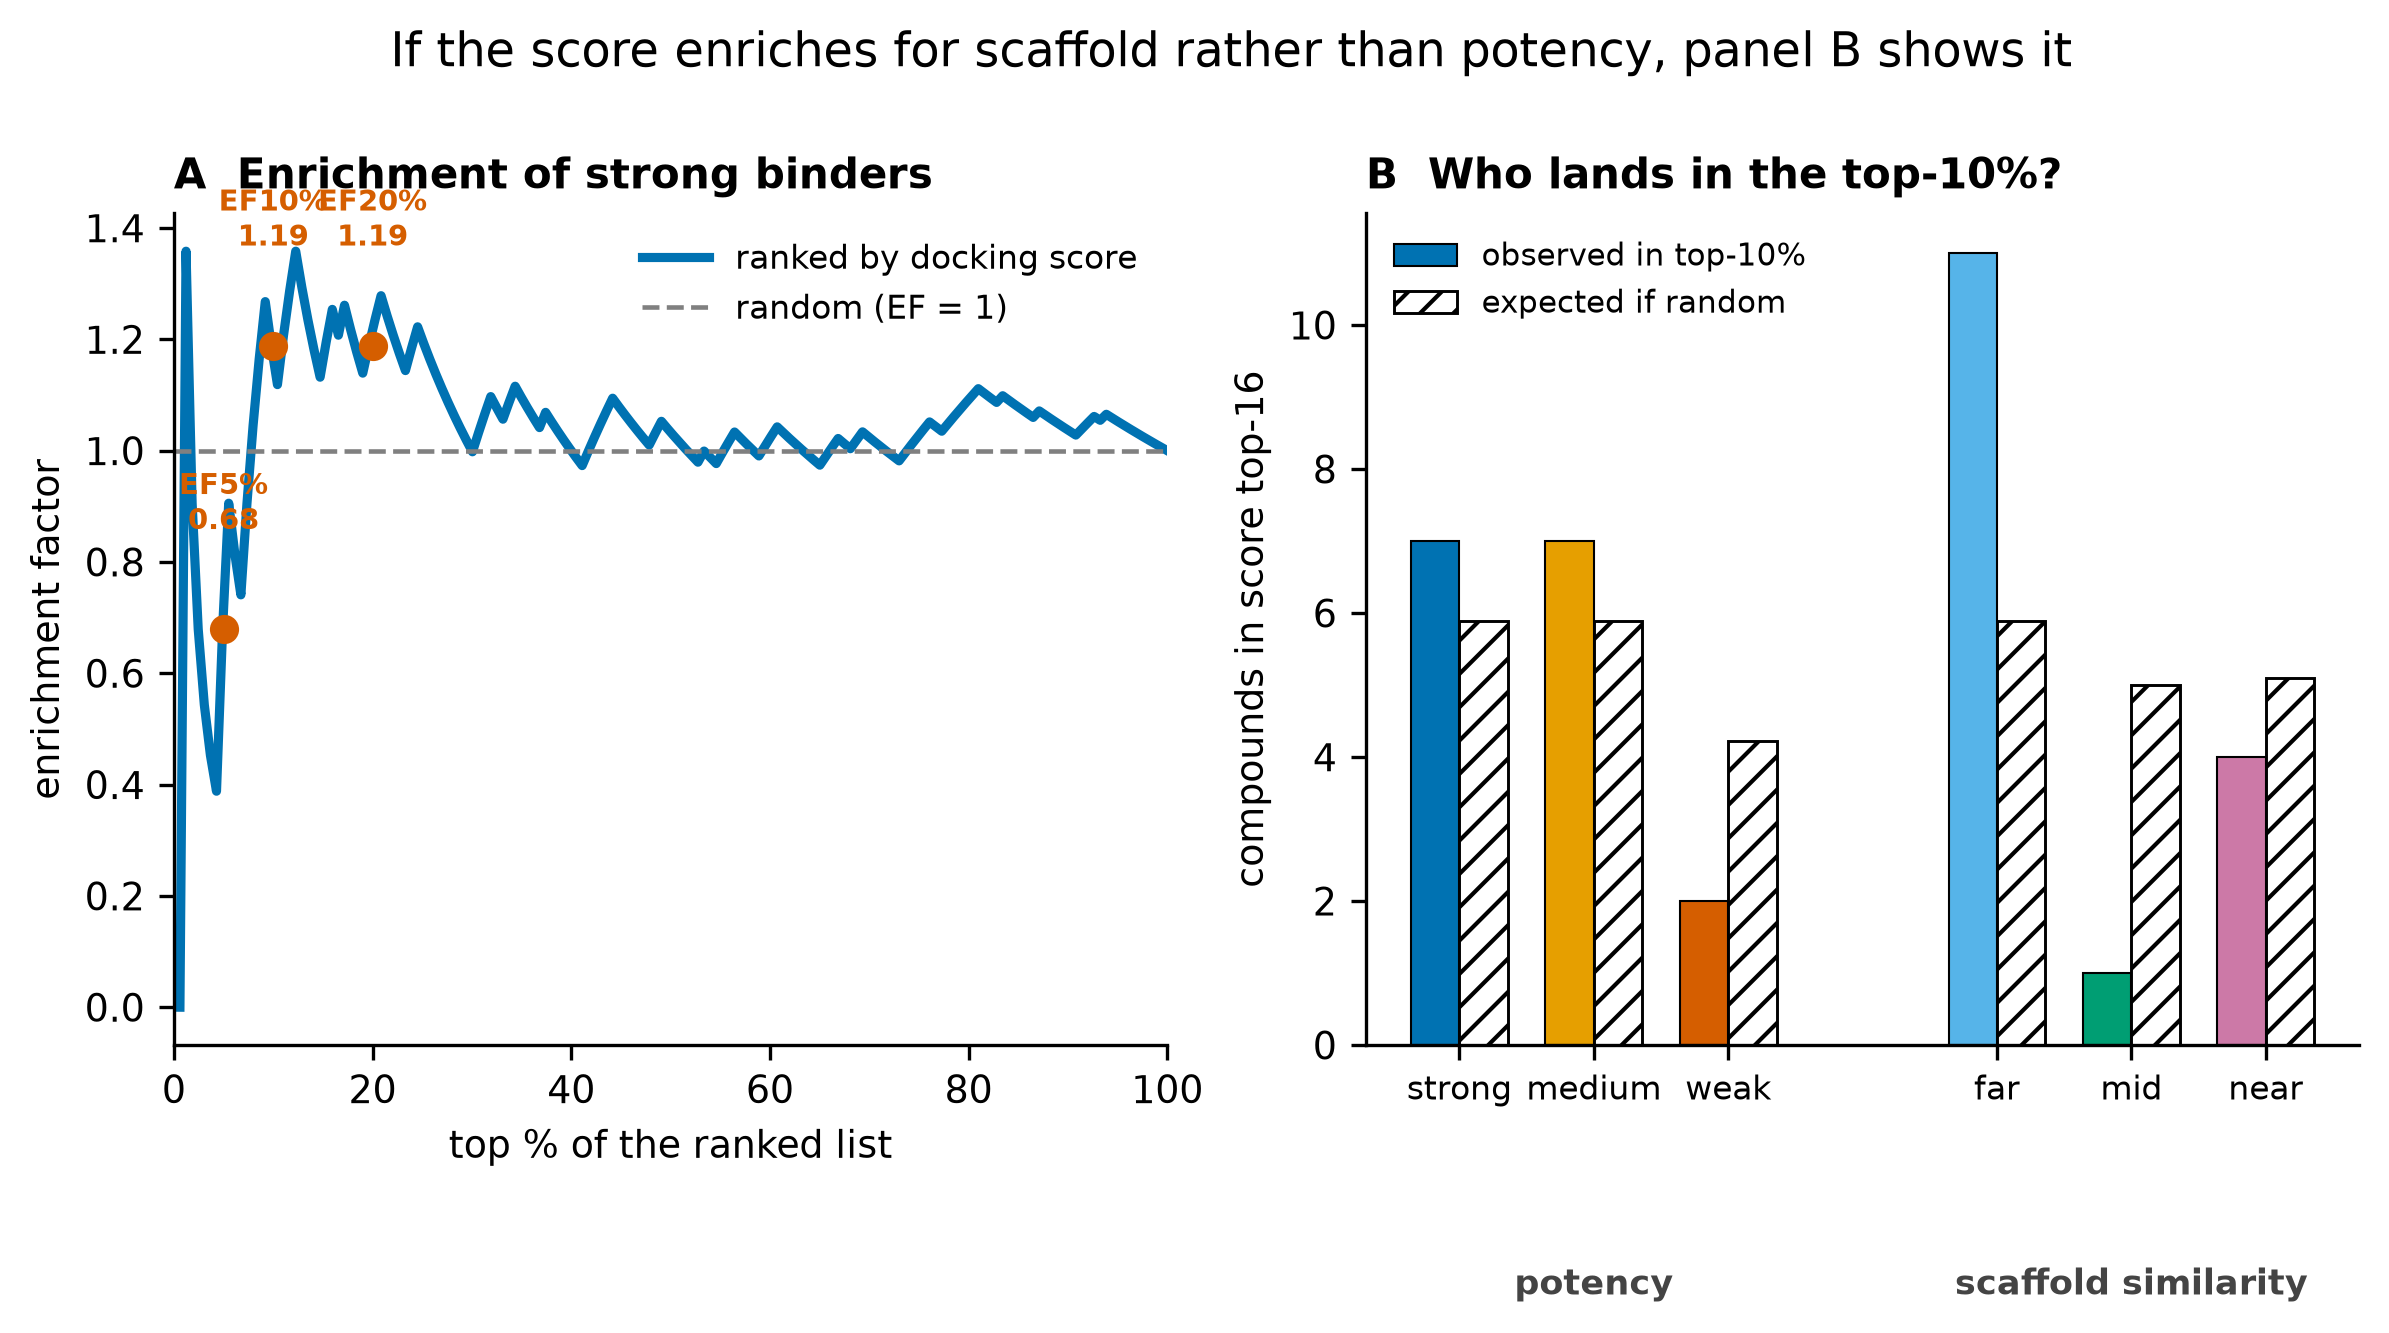 If the score enriches for scaffold rather than potency, panel B shows it
A Enrichment of strong binders
EF10%
1.19
EF20%
1.19
EF5%
0.68
ranked by docking score
random (EF = 1)
1.4
1.2
1.0
0.8
0.6
0.4
0.2
0.0
enrichment factor
0 20 40 60 80 100
top % of the ranked list
B Who lands in the top-10%?
observed in top-10%
expected if random
10
8
6
4
2
0
compounds in score top-16
strong medium weak far mid near
potency scaffold similarity